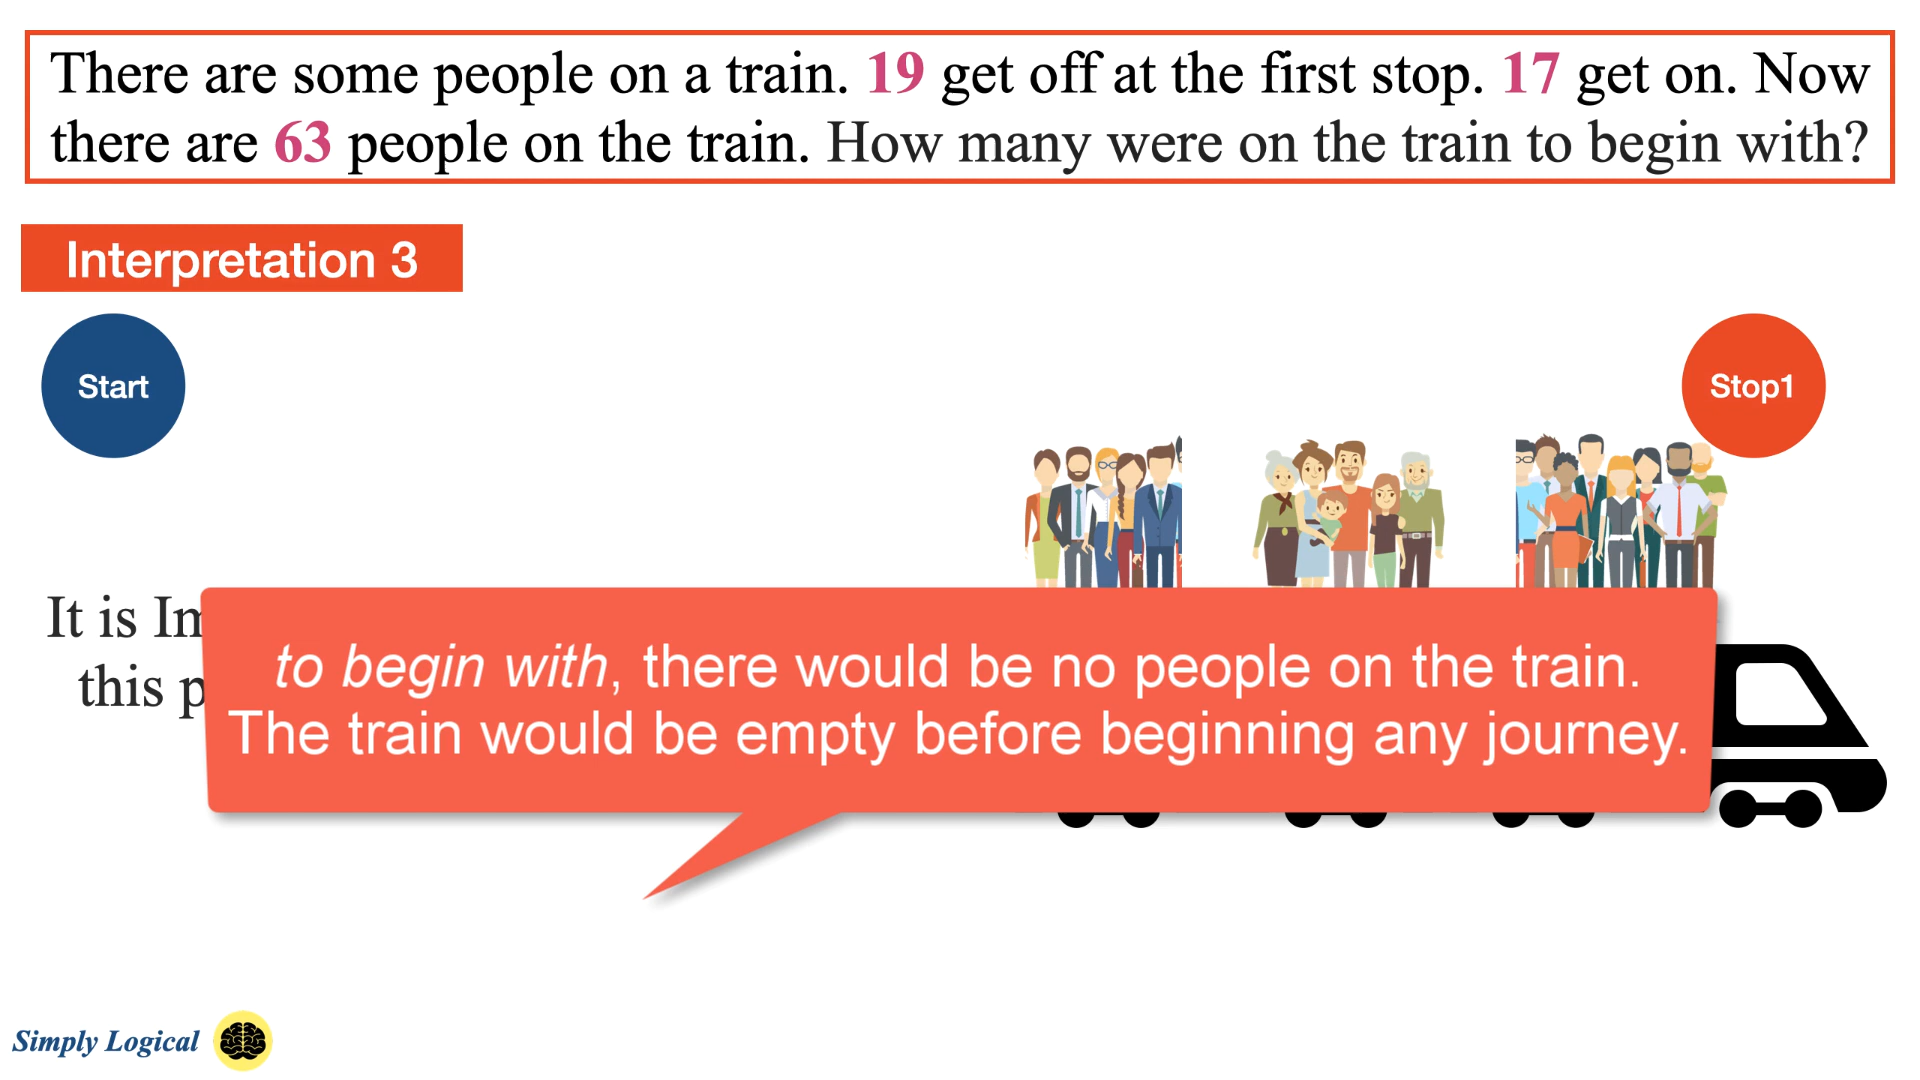 There are some people on a train. 19 get off at the first stop. 17 get on. Now
there are 63 people on the train. How many were on the train to begin with?
Interpretation 3
Start
Stop1
It is
this
to begin with, there would be no people on the train.
The train would be empty before beginning any journey.
Simply Logical